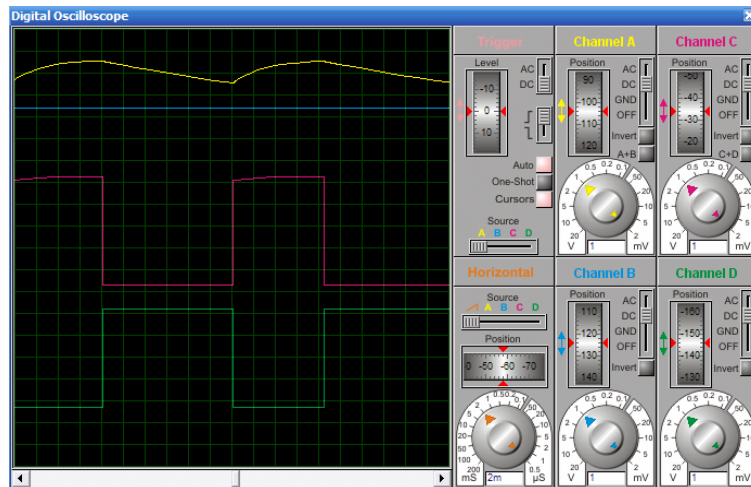 Digital Oscilloscope
Trigger
Level
AC
DC
-10
0
10
Auto
One-Shot
Cursors
Source
A B C D
Channel A
Position
AC
DC
GND
OFF
90
100
110
120
Invert
A+B
V 1 mV
Channel C
Position
AC
DC
GND
OFF
-50
-40
-30
-20
Invert
C+D
V 1 mV
Horizontal
Source
A B C D
Position
0 -50 -60 -70
mS 2m µS
Channel B
Position
AC
DC
GND
OFF
110
120
130
140
Invert
V 1 mV
Channel D
Position
AC
DC
GND
OFF
-160
-150
-140
-130
Invert
V 1 mV